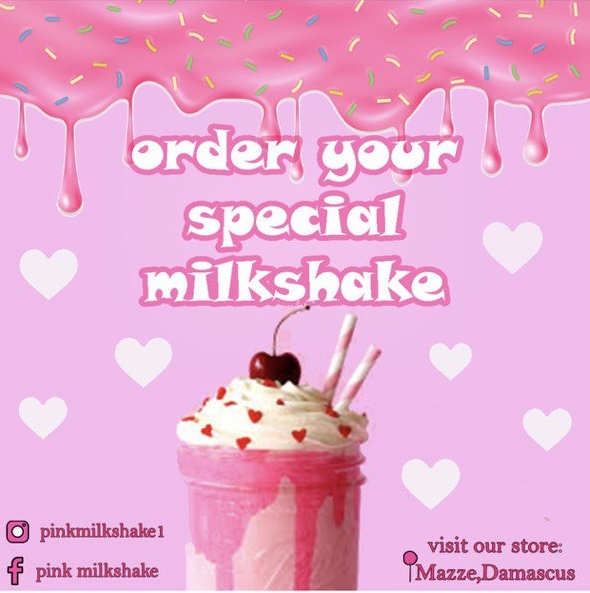 order your
special
milkshake
pinkmilkshake1
pink milkshake
visit our store:
Mazze,Damascus